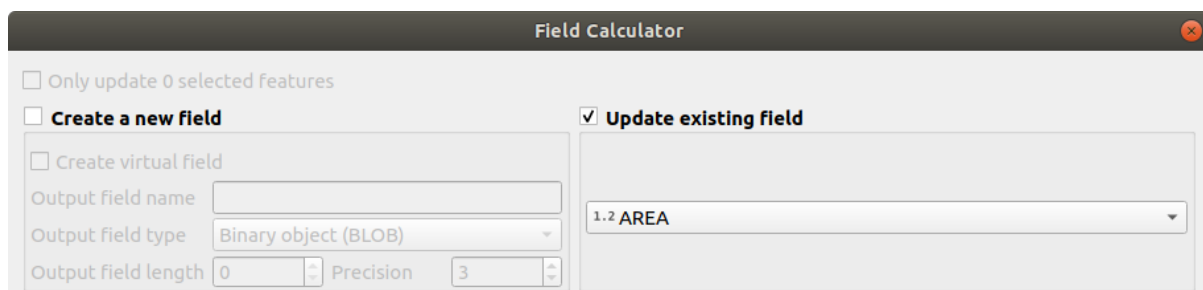 Field Calculator
Only update 0 selected features
Create a new field
Update existing field
Create virtual field
Output field name
1.2 AREA
Output field type Binary object (BLOB)
Output field length 0 Precision 3